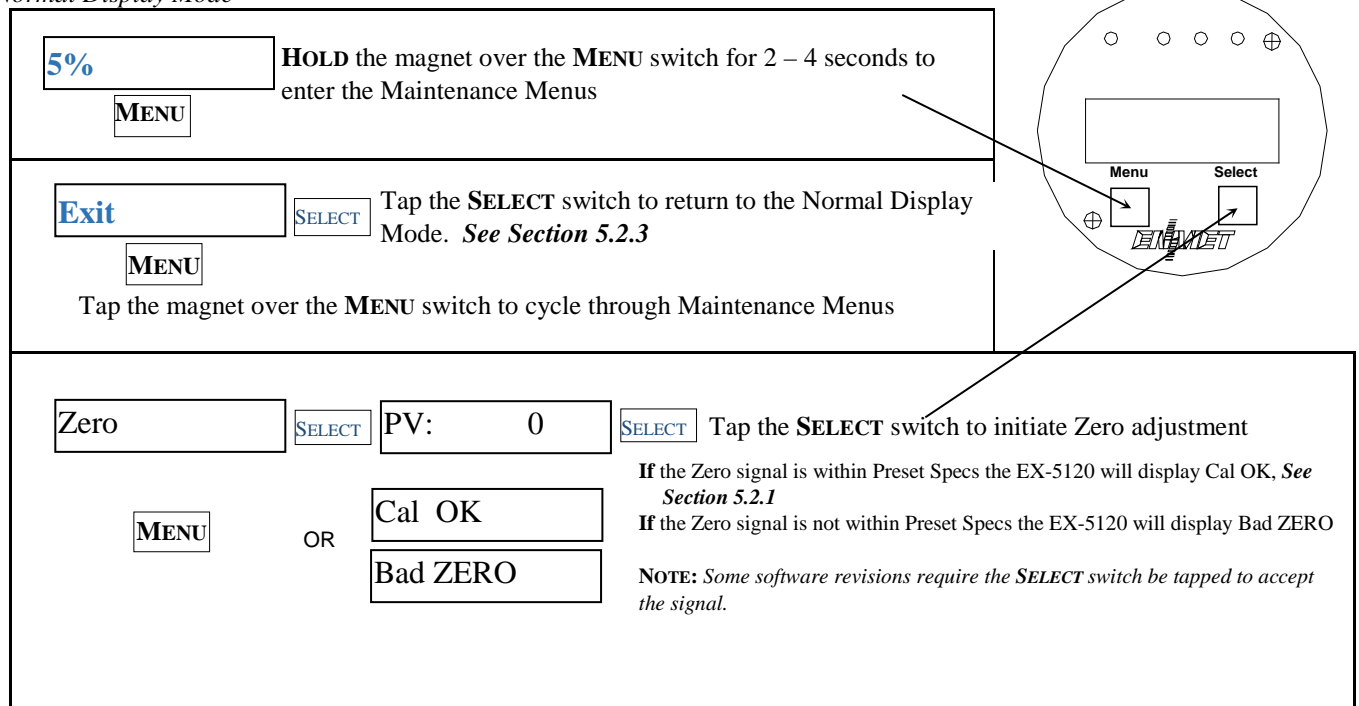 Normal Display Mode
5%
HOLD the magnet over the MENU switch for 2 – 4 seconds to
enter the Maintenance Menus
MENU
Menu Select
ENMET
Exit
SELECT
Tap the SELECT switch to return to the Normal Display
Mode. See Section 5.2.3
MENU
Tap the magnet over the MENU switch to cycle through Maintenance Menus
Zero
SELECT
PV: 0
SELECT
Tap the SELECT switch to initiate Zero adjustment
If the Zero signal is within Preset Specs the EX-5120 will display Cal OK, See
Section 5.2.1
If the Zero signal is not within Preset Specs the EX-5120 will display Bad ZERO
MENU
OR
Cal OK
Bad ZERO
NOTE: Some software revisions require the SELECT switch be tapped to accept
the signal.